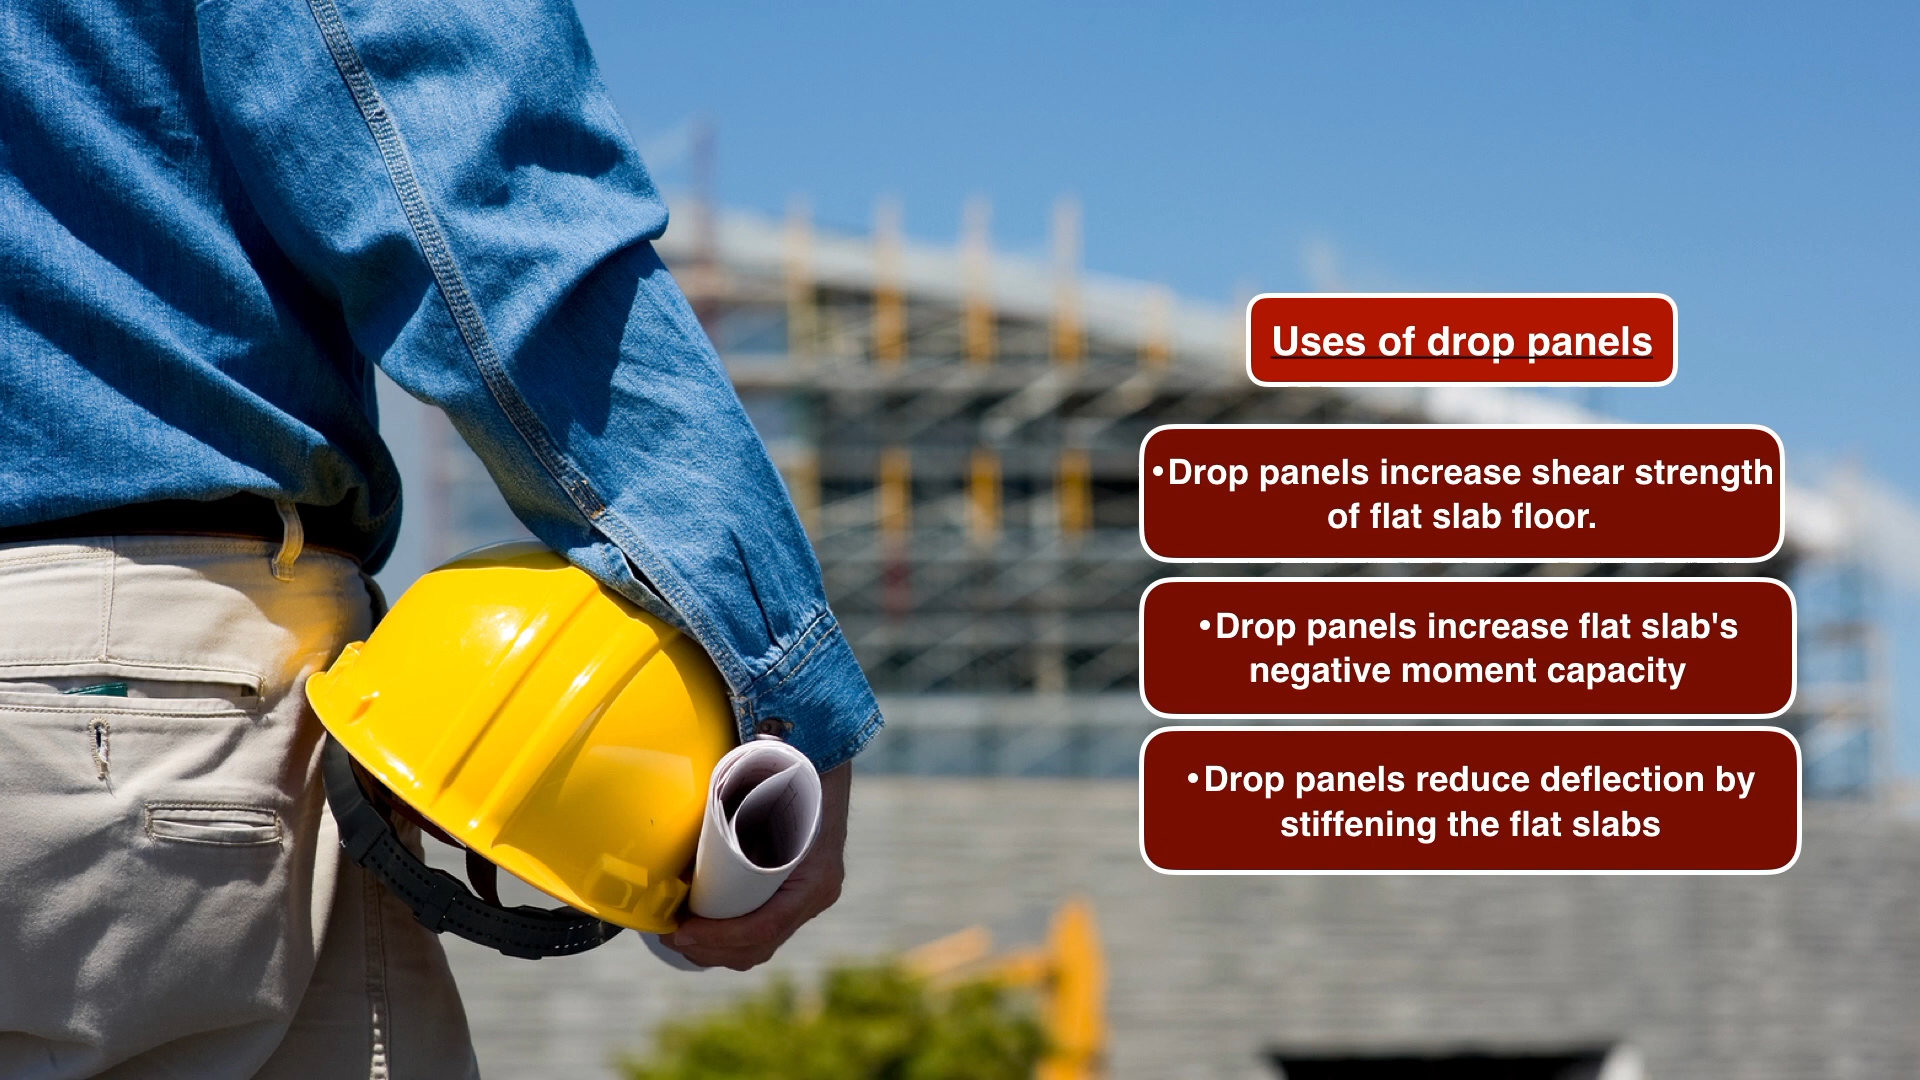 Uses of drop panels
•Drop panels increase shear strength
of flat slab floor.
•Drop panels increase flat slab's
negative moment capacity
•Drop panels reduce deflection by
stiffening the flat slabs